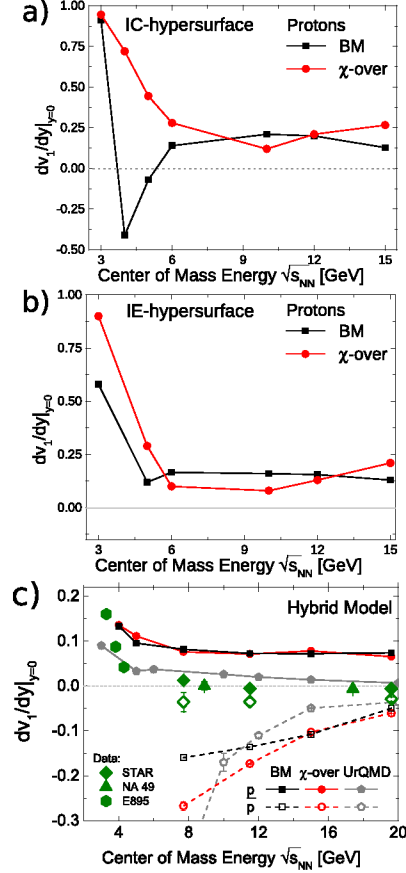 a)
IC-hypersurface
Protons
BM
χ-over
1.00
0.75
0.50
0.25
0.00
-0.25
-0.50
dv₁/dy|y=0
3 6 9 12 15
Center of Mass Energy √sNN [GeV]
b)
IE-hypersurface
Protons
BM
χ-over
1.00
0.75
0.50
0.25
0.00
dv₁/dy|y=0
3 6 9 12 15
Center of Mass Energy √sNN [GeV]
c)
Hybrid Model
0.2
0.1
0.0
-0.1
-0.2
-0.3
dv₁/dy|y=0
Data:
STAR
NA 49
E895
BM χ-over UrQMD
p
p̅
4 8 12 16 20
Center of Mass Energy √sNN [GeV]